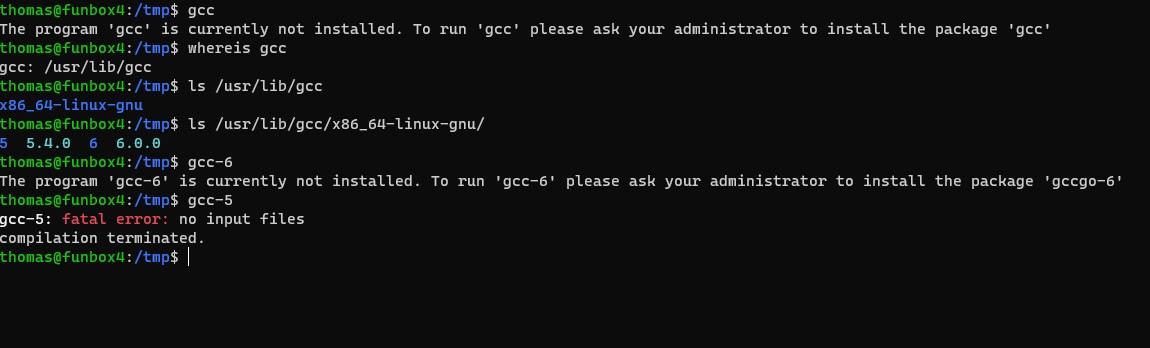 thomas@funbox4:/tmp$ gcc
The program 'gcc' is currently not installed. To run 'gcc' please ask your administrator to install the package 'gcc'
thomas@funbox4:/tmp$ whereis gcc
gcc: /usr/lib/gcc
thomas@funbox4:/tmp$ ls /usr/lib/gcc
x86_64-linux-gnu
thomas@funbox4:/tmp$ ls /usr/lib/gcc/x86_64-linux-gnu/
5  5.4.0  6  6.0.0
thomas@funbox4:/tmp$ gcc-6
The program 'gcc-6' is currently not installed. To run 'gcc-6' please ask your administrator to install the package 'gccgo-6'
thomas@funbox4:/tmp$ gcc-5
gcc-5: fatal error: no input files
compilation terminated.
thomas@funbox4:/tmp$